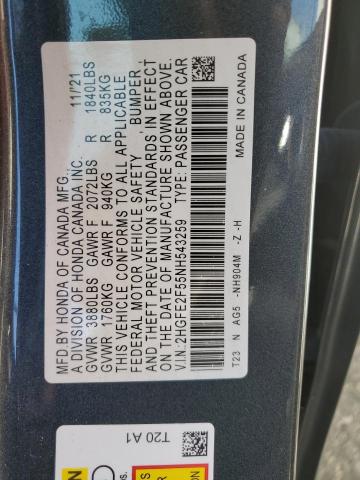 MFD BY HONDA OF CANADA MFG., 11/'21
A DIVISION OF HONDA CANADA INC.
GVWR 3880LBS GAWR F 2072LBS R 1840LBS
GVWR 1760KG GAWR F 940KG R 835KG
THIS VEHICLE CONFORMS TO ALL APPLICABLE
FEDERAL MOTOR VEHICLE SAFETY, BUMPER,
AND THEFT PREVENTION STANDARDS IN EFFECT
ON THE DATE OF MANUFACTURE SHOWN ABOVE.
V.I.N.:2HGFE2F55NH543259 TYPE: PASSENGER CAR
T23 N AG5 -NH904M -Z -H MADE IN CANADA
T20 A1